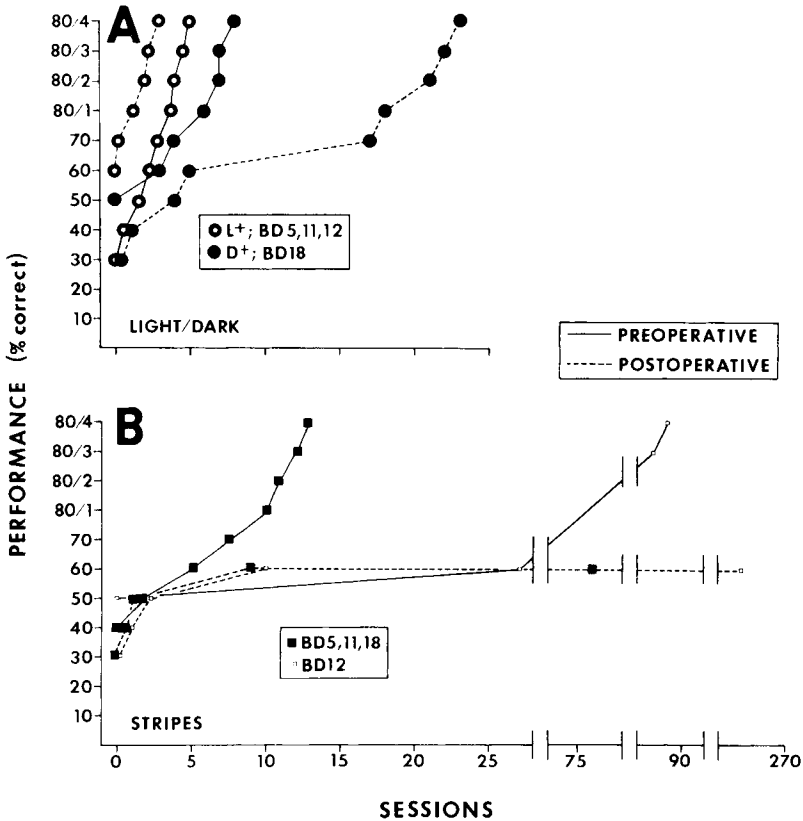 PERFORMANCE (% correct)
A
80/4
80/3
80/2
80/1
70
60
50
40
30
20
10
L+; BD 5,11,12
D+; BD18
LIGHT/DARK
PREOPERATIVE
POSTOPERATIVE
B
80/4
80/3
80/2
80/1
70
60
50
40
30
20
10
BD5,11,18
BD12
STRIPES
0 5 10 15 20 25 75 90 270
SESSIONS